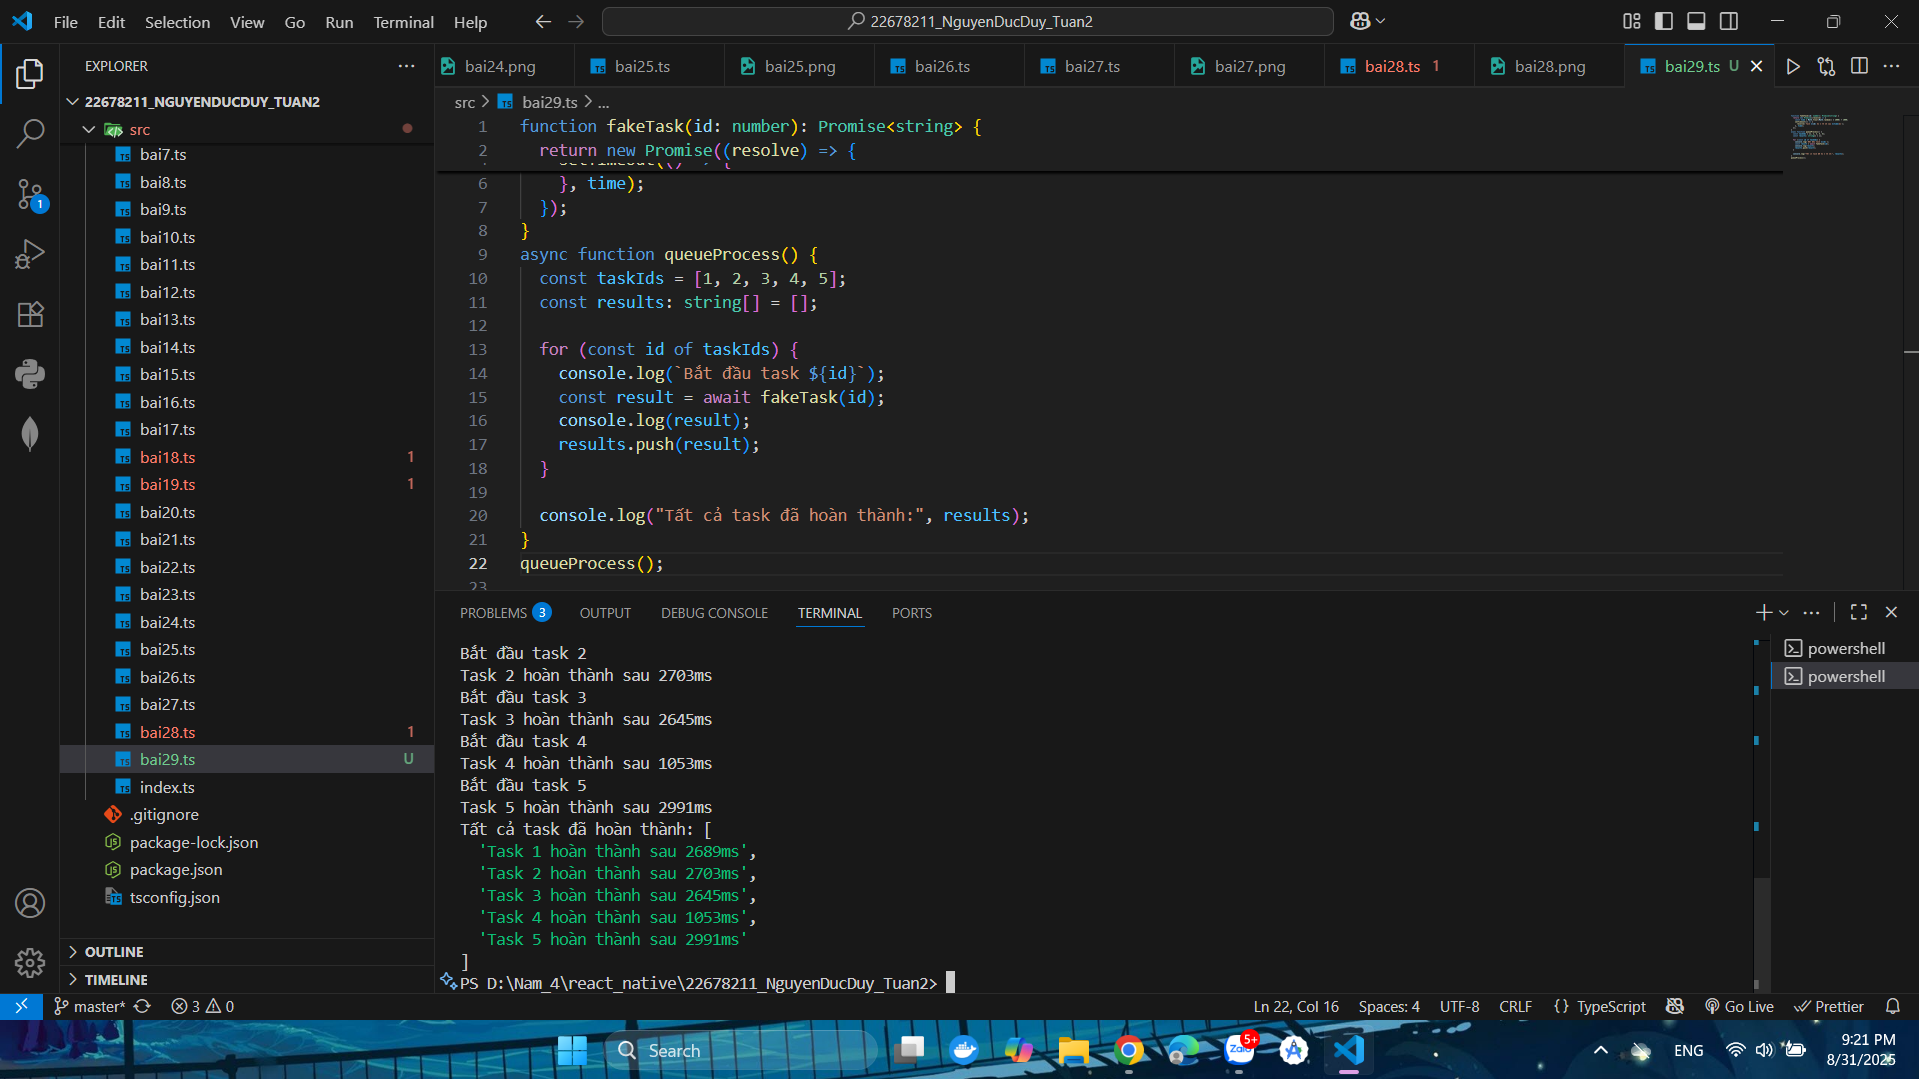 File Edit Selection View Go Run Terminal Help
22678211_NguyenDucDuy_Tuan2
EXPLORER
22678211_NGUYENDUCDUY_TUAN2
src
bai7.ts
bai8.ts
bai9.ts
bai10.ts
bai11.ts
bai12.ts
bai13.ts
bai14.ts
bai15.ts
bai16.ts
bai17.ts
bai18.ts 1
bai19.ts 1
bai20.ts
bai21.ts
bai22.ts
bai23.ts
bai24.ts
bai25.ts
bai26.ts
bai27.ts
bai28.ts 1
bai29.ts U
index.ts
.gitignore
package-lock.json
package.json
tsconfig.json
OUTLINE
TIMELINE
bai24.png bai25.ts bai25.png bai26.ts bai27.ts bai27.png bai28.ts 1 bai28.png bai29.ts U
src > bai29.ts > ...
1 function fakeTask(id: number): Promise<string> {
2 return new Promise((resolve) => {
6 }, time);
7 });
8 }
9 async function queueProcess() {
10 const taskIds = [1, 2, 3, 4, 5];
11 const results: string[] = [];
12
13 for (const id of taskIds) {
14 console.log(`Bắt đầu task ${id}`);
15 const result = await fakeTask(id);
16 console.log(result);
17 results.push(result);
18 }
19
20 console.log("Tất cả task đã hoàn thành:", results);
21 }
22 queueProcess();
23
PROBLEMS 3 OUTPUT DEBUG CONSOLE TERMINAL PORTS
Bắt đầu task 2
Task 2 hoàn thành sau 2703ms
Bắt đầu task 3
Task 3 hoàn thành sau 2645ms
Bắt đầu task 4
Task 4 hoàn thành sau 1053ms
Bắt đầu task 5
Task 5 hoàn thành sau 2991ms
Tất cả task đã hoàn thành: [
'Task 1 hoàn thành sau 2689ms',
'Task 2 hoàn thành sau 2703ms',
'Task 3 hoàn thành sau 2645ms',
'Task 4 hoàn thành sau 1053ms',
'Task 5 hoàn thành sau 2991ms'
]
PS D:\Nam_4\react_native\22678211_NguyenDucDuy_Tuan2>
powershell
powershell
master* 3 0
Ln 22, Col 16 Spaces: 4 UTF-8 CRLF {} TypeScript Go Live Prettier
Search
Zalo 5+
ENG
9:21 PM
8/31/2025